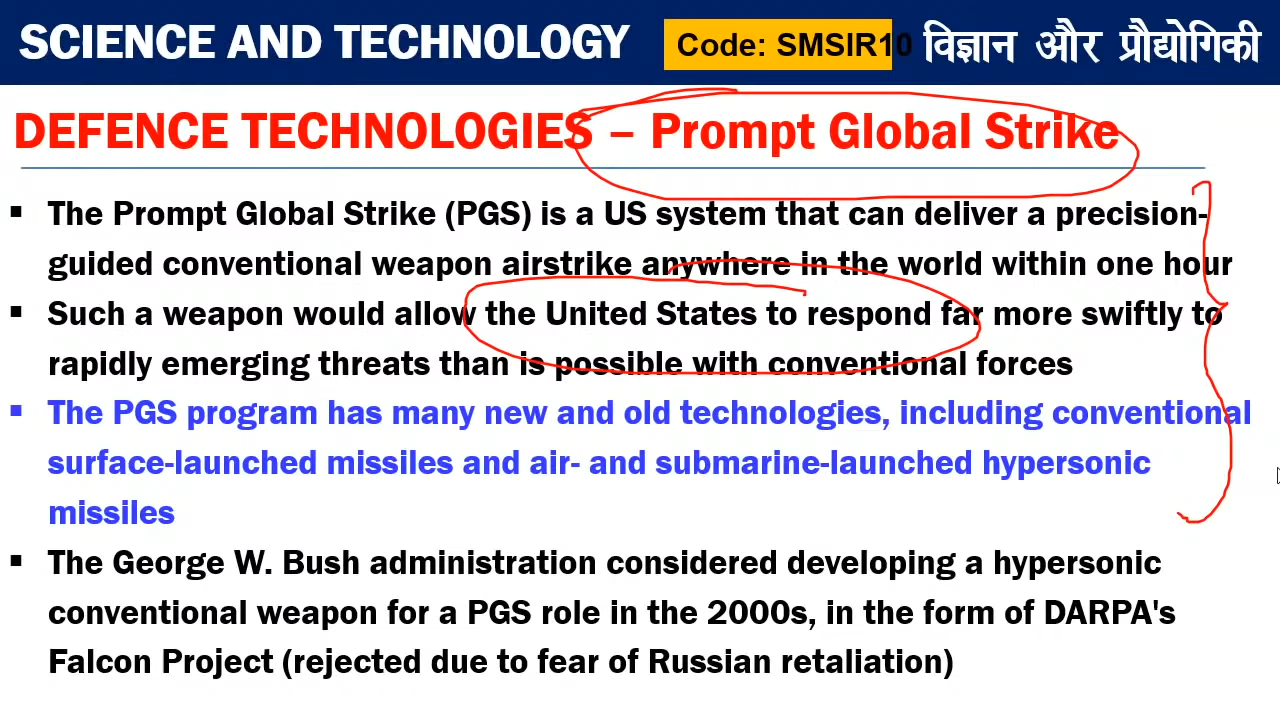 SCIENCE AND TECHNOLOGY Code: SMSIR10 विज्ञान और प्रौद्योगिकी
DEFENCE TECHNOLOGIES – Prompt Global Strike
▪ The Prompt Global Strike (PGS) is a US system that can deliver a precision-
guided conventional weapon airstrike anywhere in the world within one hour
▪ Such a weapon would allow the United States to respond far more swiftly to
rapidly emerging threats than is possible with conventional forces
▪ The PGS program has many new and old technologies, including conventional
surface-launched missiles and air- and submarine-launched hypersonic
missiles
▪ The George W. Bush administration considered developing a hypersonic
conventional weapon for a PGS role in the 2000s, in the form of DARPA's
Falcon Project (rejected due to fear of Russian retaliation)